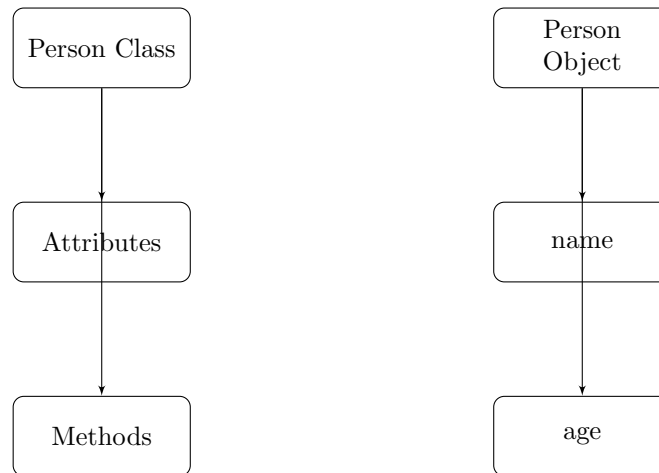 Person Class
Person
Object
Attributes
name
Methods
age